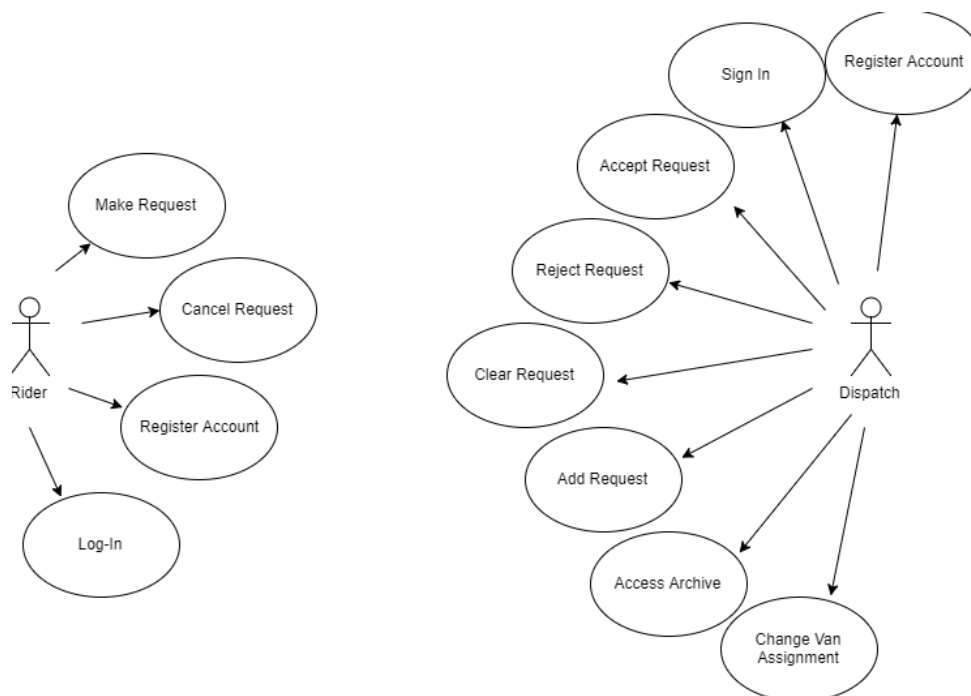 Sign In
Register Account
Accept Request
Make Request
Reject Request
Cancel Request
Clear Request
Rider
Dispatch
Register Account
Add Request
Log-In
Access Archive
Change Van
Assignment